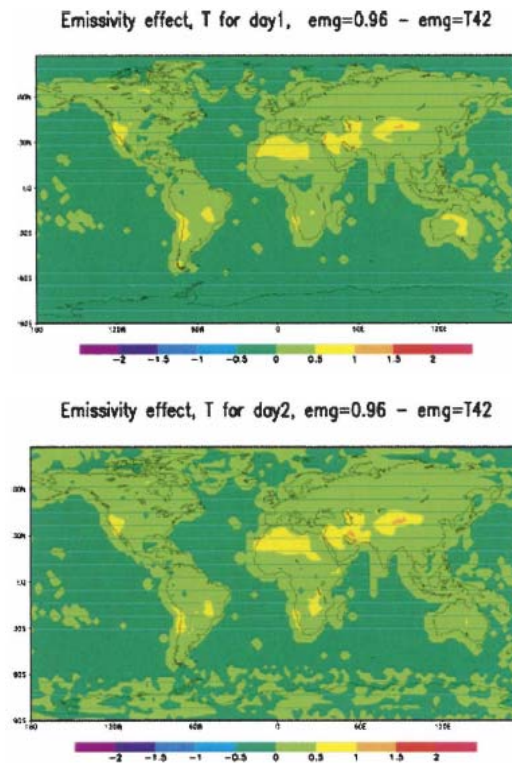 Emissivity effect, T for day1, emg=0.96 - emg=T42
60N
30N
EQ
30S
60S
90S
180 120W 60W 0 60E 120E
-2 -1.5 -1 -0.5 0 0.5 1 1.5 2
Emissivity effect, T for day2, emg=0.96 - emg=T42
60N
30N
EQ
30S
60S
90S
180 120W 60W 0 60E 120E
-2 -1.5 -1 -0.5 0 0.5 1 1.5 2